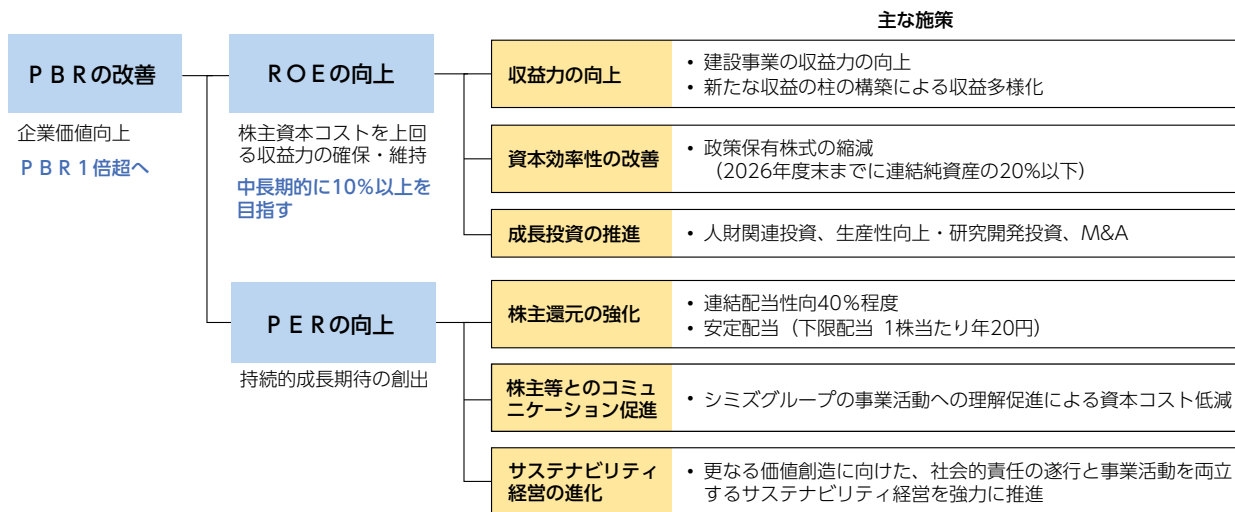 主な施策
ＰＢＲの改善
企業価値向上
ＰＢＲ１倍超へ
ＲＯＥの向上
株主資本コストを上回
る収益力の確保・維持
中長期的に10％以上を
目指す
収益力の向上
• 建設事業の収益力の向上
• 新たな収益の柱の構築による収益多様化
資本効率性の改善
• 政策保有株式の縮減
（2026年度末までに連結純資産の20％以下）
成長投資の推進
• 人財関連投資、生産性向上・研究開発投資、M&A
ＰＥＲの向上
持続的成長期待の創出
株主還元の強化
• 連結配当性向40％程度
• 安定配当（下限配当 1株当たり年20円）
株主等とのコミュ
ニケーション促進
• シミズグループの事業活動への理解促進による資本コスト低減
サステナビリティ
経営の進化
• 更なる価値創造に向けた、社会的責任の遂行と事業活動を両立
するサステナビリティ経営を強力に推進